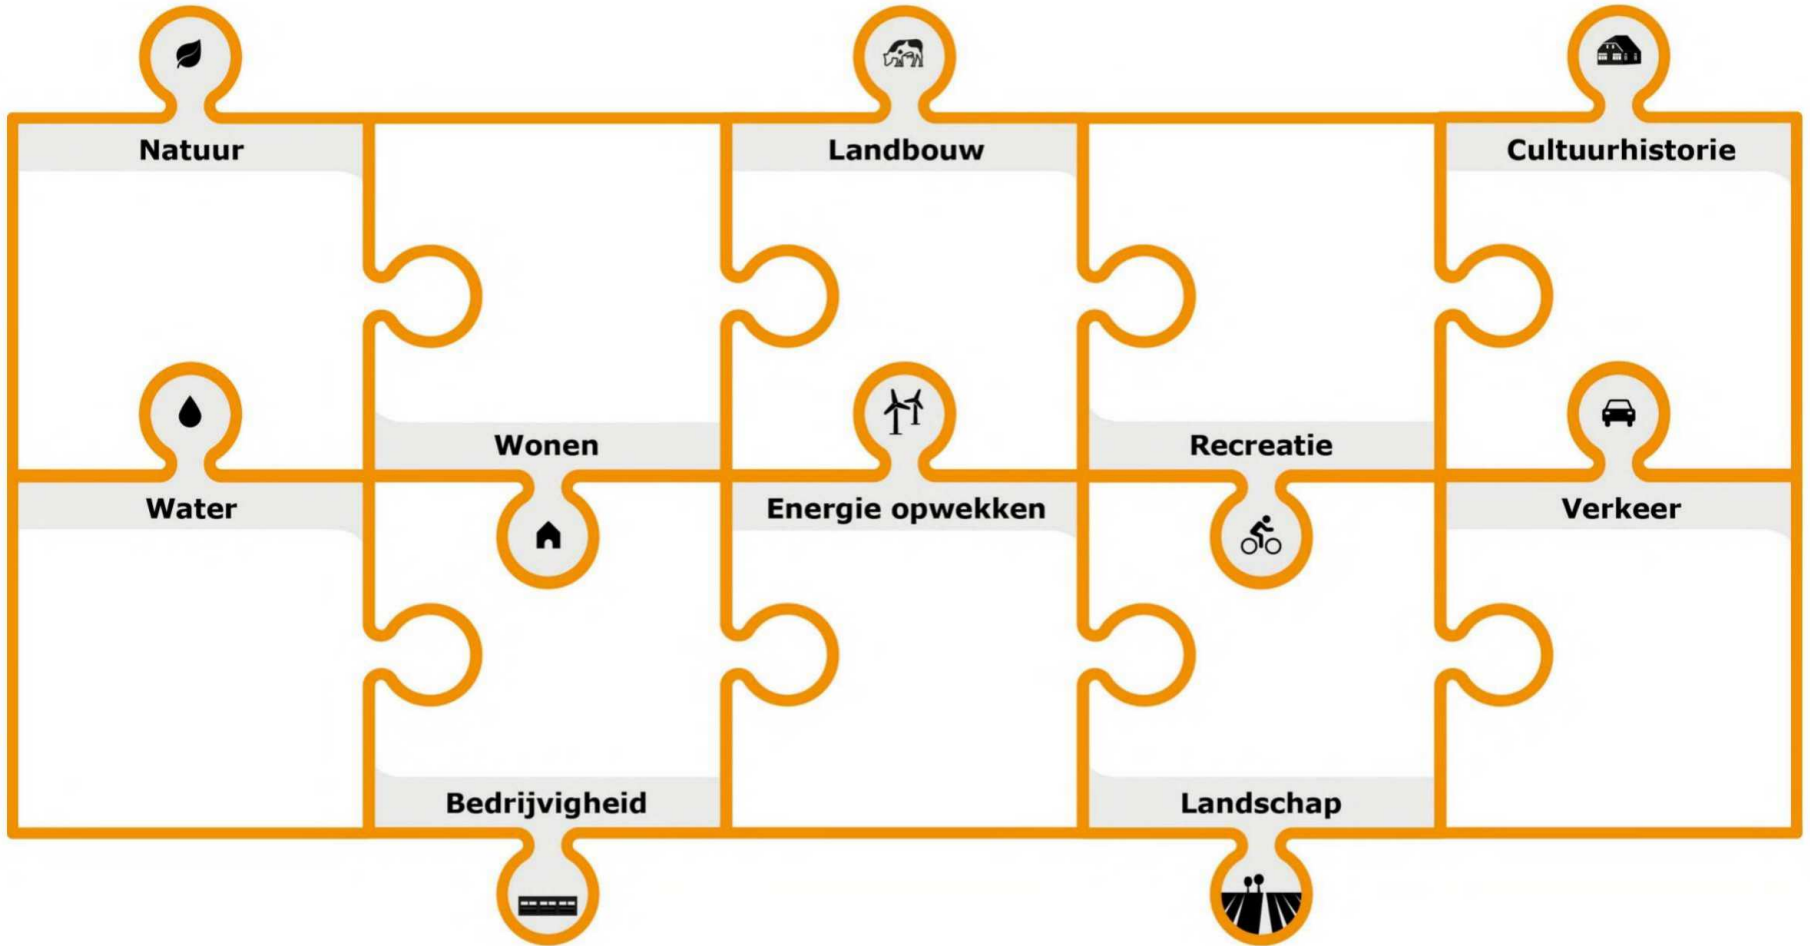 Natuur
Landbouw
Cultuurhistorie
Wonen
Recreatie
Water
Energie opwekken
Verkeer
Bedrijvigheid
Landschap